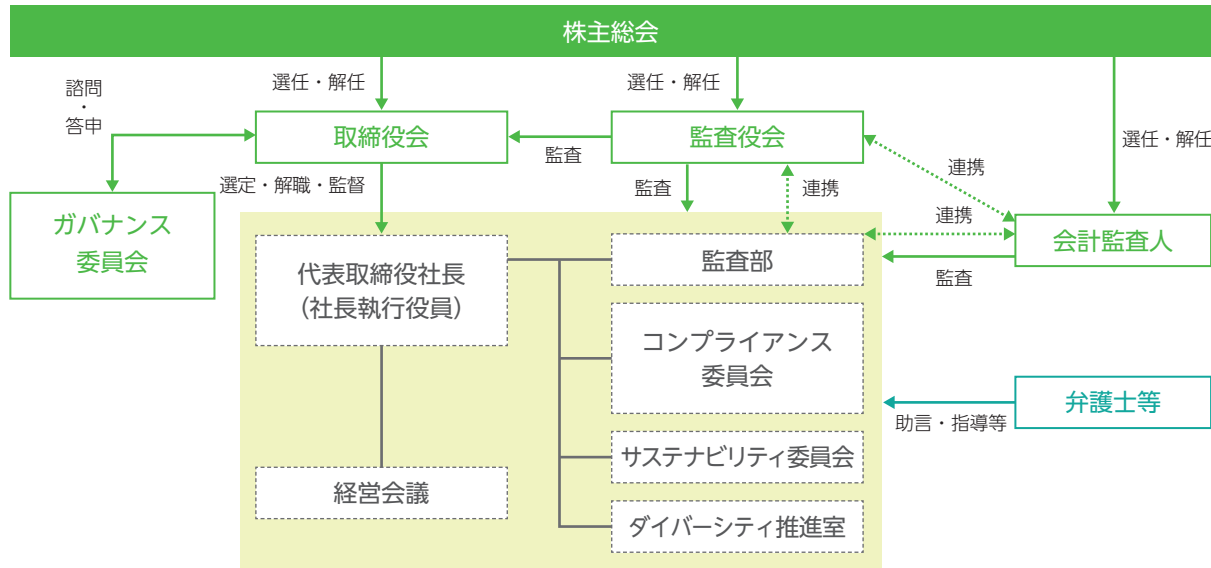 株主総会
諮問
・
答申
選任・解任
選任・解任
選任・解任
取締役会
監査
監査役会
連携
選定・解職・監督
監査
連携
ガバナンス
委員会
連携
会計監査人
監査
代表取締役社長
（社長執行役員）
監査部
コンプライアンス
委員会
弁護士等
助言・指導等
サステナビリティ委員会
経営会議
ダイバーシティ推進室